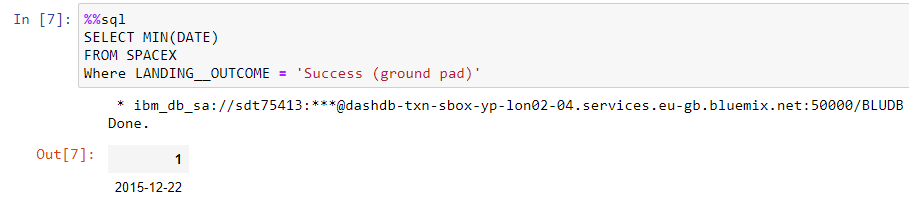 In [7]: %%sql
SELECT MIN(DATE)
FROM SPACEX
Where LANDING__OUTCOME = 'Success (ground pad)'
* ibm_db_sa://sdt75413:***@dashdb-txn-sbox-yp-lon02-04.services.eu-gb.bluemix.net:50000/BLUDB
Done.
Out[7]: 1
2015-12-22